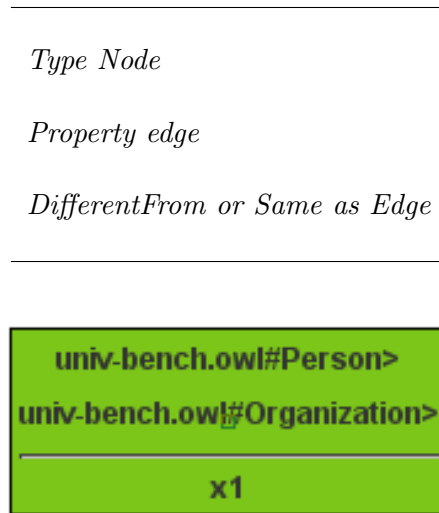 Type Node
Property edge
DifferentFrom or Same as Edge
univ-bench.owl#Person>
univ-bench.owl#Organization>
x1